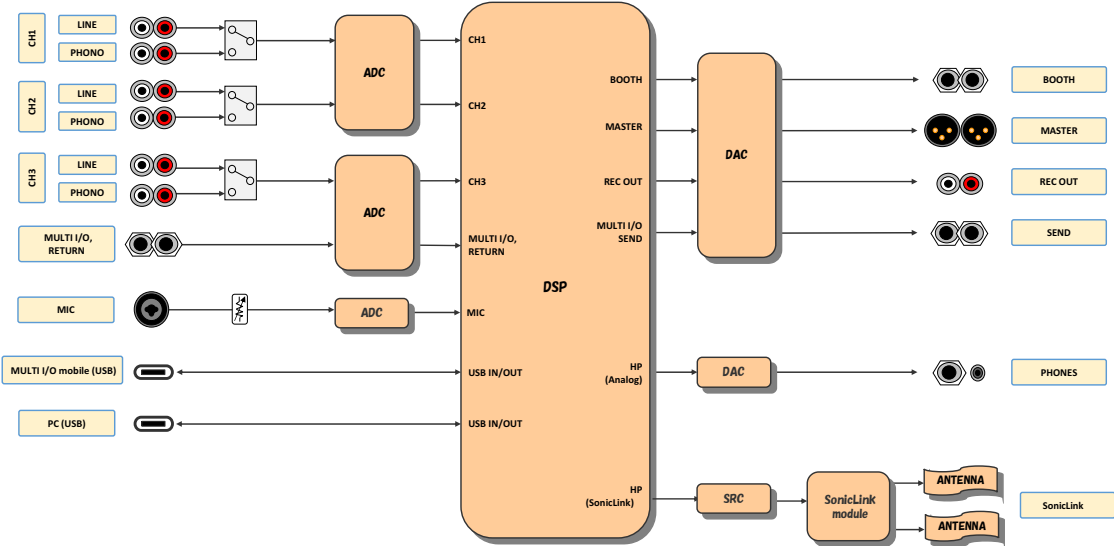 CH1
LINE
PHONO
CH2
LINE
PHONO
CH3
LINE
PHONO
MULTI I/O,
RETURN
MIC
MULTI I/O mobile (USB)
PC (USB)
ADC
ADC
ADC
CH1
CH2
CH3
MULTI I/O,
RETURN
MIC
USB IN/OUT
USB IN/OUT
DSP
BOOTH
MASTER
REC OUT
MULTI I/O
SEND
HP
(Analog)
HP
(SonicLink)
DAC
DAC
SRC
SonicLink
module
ANTENNA
ANTENNA
BOOTH
MASTER
REC OUT
SEND
PHONES
SonicLink